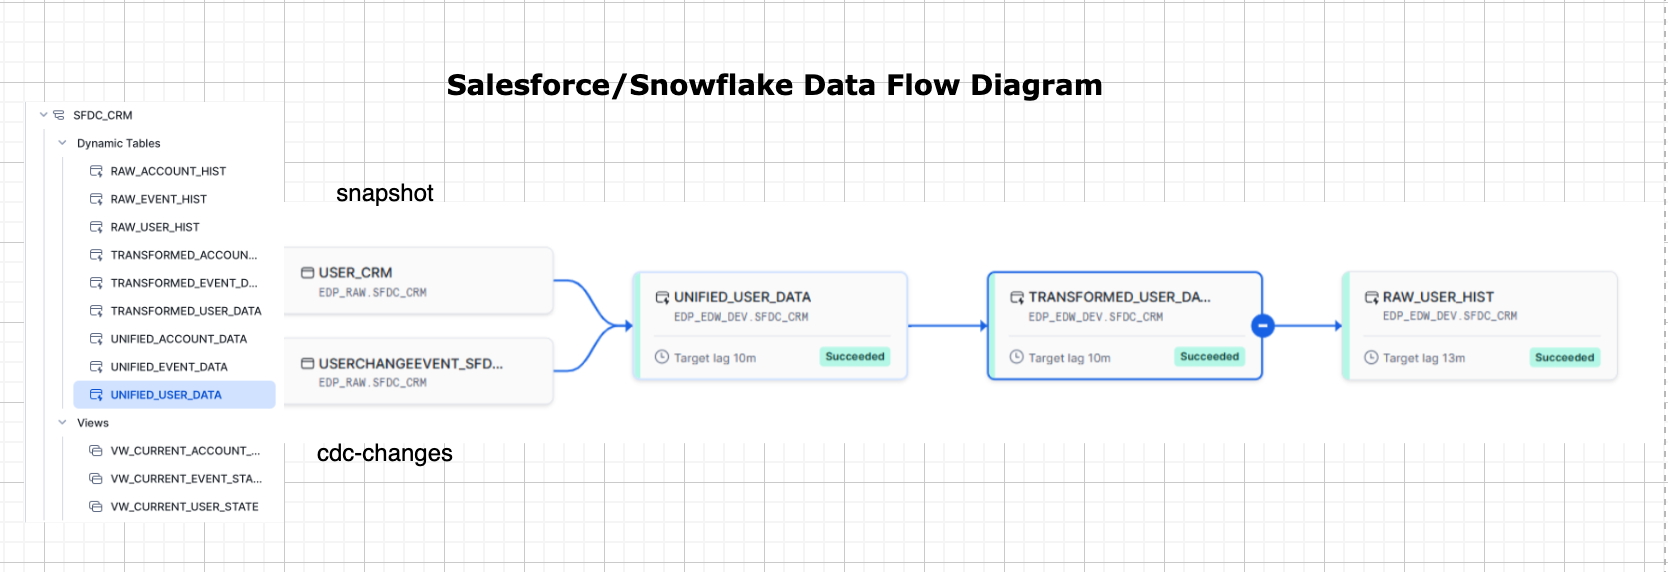 Salesforce/Snowflake Data Flow Diagram
SFDC_CRM
Dynamic Tables
RAW_ACCOUNT_HIST
RAW_EVENT_HIST
RAW_USER_HIST
TRANSFORMED_ACCOUN...
TRANSFORMED_EVENT_D...
TRANSFORMED_USER_DATA
UNIFIED_ACCOUNT_DATA
UNIFIED_EVENT_DATA
UNIFIED_USER_DATA
Views
VW_CURRENT_ACCOUNT_...
VW_CURRENT_EVENT_STA...
VW_CURRENT_USER_STATE
snapshot
USER_CRM
EDP_RAW.SFDC_CRM
USERCHANGEEVENT_SFD...
EDP_RAW.SFDC_CRM
cdc-changes
UNIFIED_USER_DATA
EDP_EDW_DEV.SFDC_CRM
Target lag 10m
Succeeded
TRANSFORMED_USER_DA...
EDP_EDW_DEV.SFDC_CRM
Target lag 10m
Succeeded
RAW_USER_HIST
EDP_EDW_DEV.SFDC_CRM
Target lag 13m
Succeeded